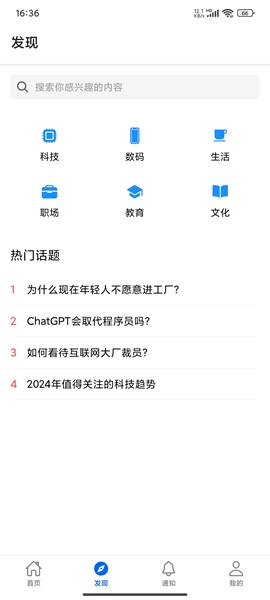 16:36
12.1 KB/s HD 66
发现
搜索你感兴趣的内容
科技 数码 生活
职场 教育 文化
热门话题
1 为什么现在年轻人不愿意进工厂?
2 ChatGPT会取代程序员吗?
3 如何看待互联网大厂裁员?
4 2024年值得关注的科技趋势
首页 发现 通知 我的